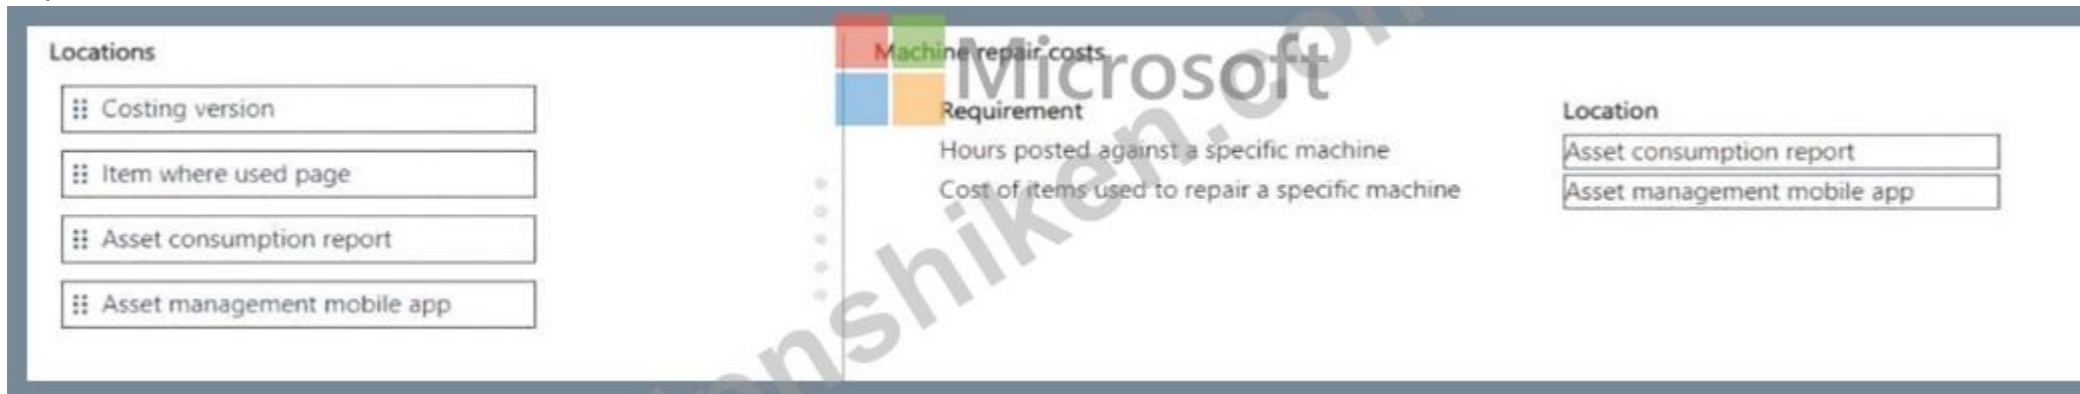 Locations
Costing version
Item where used page
Asset consumption report
Asset management mobile app
Microsoft
Machine repair costs
Requirement
Location
Hours posted against a specific machine
Asset consumption report
Cost of items used to repair a specific machine
Asset management mobile app
nshiken.com